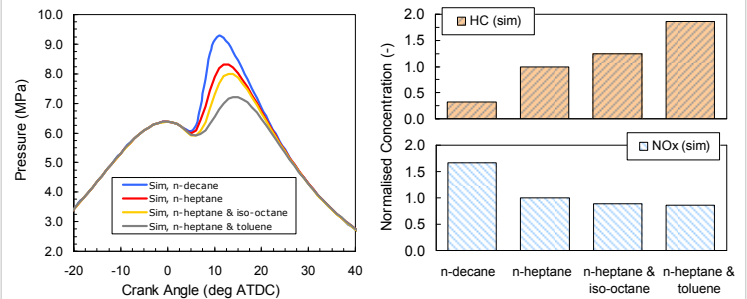 10.0
9.0
8.0
7.0
6.0
5.0
4.0
3.0
2.0
Pressure (MPa)
Sim, n-decane
Sim, n-heptane
Sim, n-heptane & iso-octane
Sim, n-heptane & toluene
-20 -10 0 10 20 30 40
Crank Angle (deg ATDC)
Normalised Concentration (-)
2.0
1.5
1.0
0.5
0.0
HC (sim)
2.0
1.5
1.0
0.5
0.0
NOx (sim)
n-decane n-heptane n-heptane & n-heptane &
iso-octane toluene